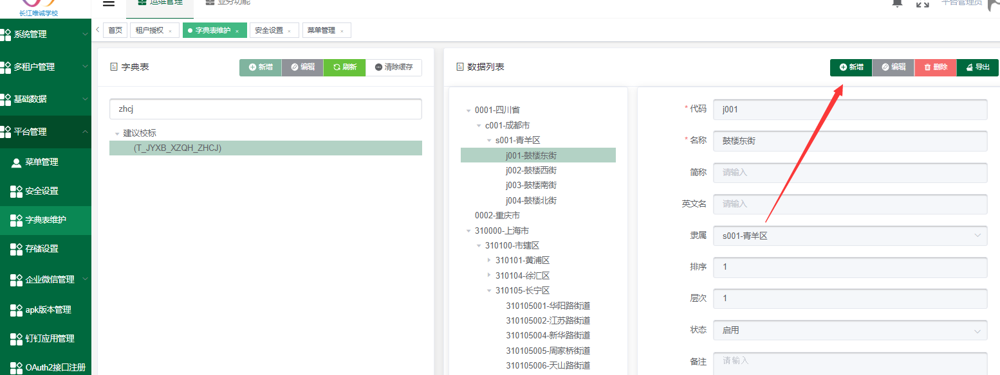 长江唯诚学校
运维管理
业务功能
平台管理员
系统管理
多租户管理
基础数据
平台管理
菜单管理
安全设置
字典表维护
存储设置
企业微信管理
apk版本管理
钉钉应用管理
OAuth2接口注册
首页
租户授权 ×
字典表维护 ×
安全设置 ×
菜单管理 ×
字典表
新增
编辑
刷新
清除缓存
zhcj
建议校标
(T_JYXB_XZQH_ZHCJ)
数据列表
新增
编辑
删除
导出
0001-四川省
c001-成都市
s001-青羊区
j001-鼓楼东街
j002-鼓楼西街
j003-鼓楼南街
j004-鼓楼北街
0002-重庆市
310000-上海市
310100-市辖区
310101-黄浦区
310104-徐汇区
310105-长宁区
310105001-华阳路街道
310105002-江苏路街道
310105004-新华路街道
310105005-周家桥街道
310105006-天山路街道
* 代码 j001
* 名称 鼓楼东街
简称 请输入
英文名 请输入
隶属 s001-青羊区
排序 1
层次 1
状态 启用
备注 请输入